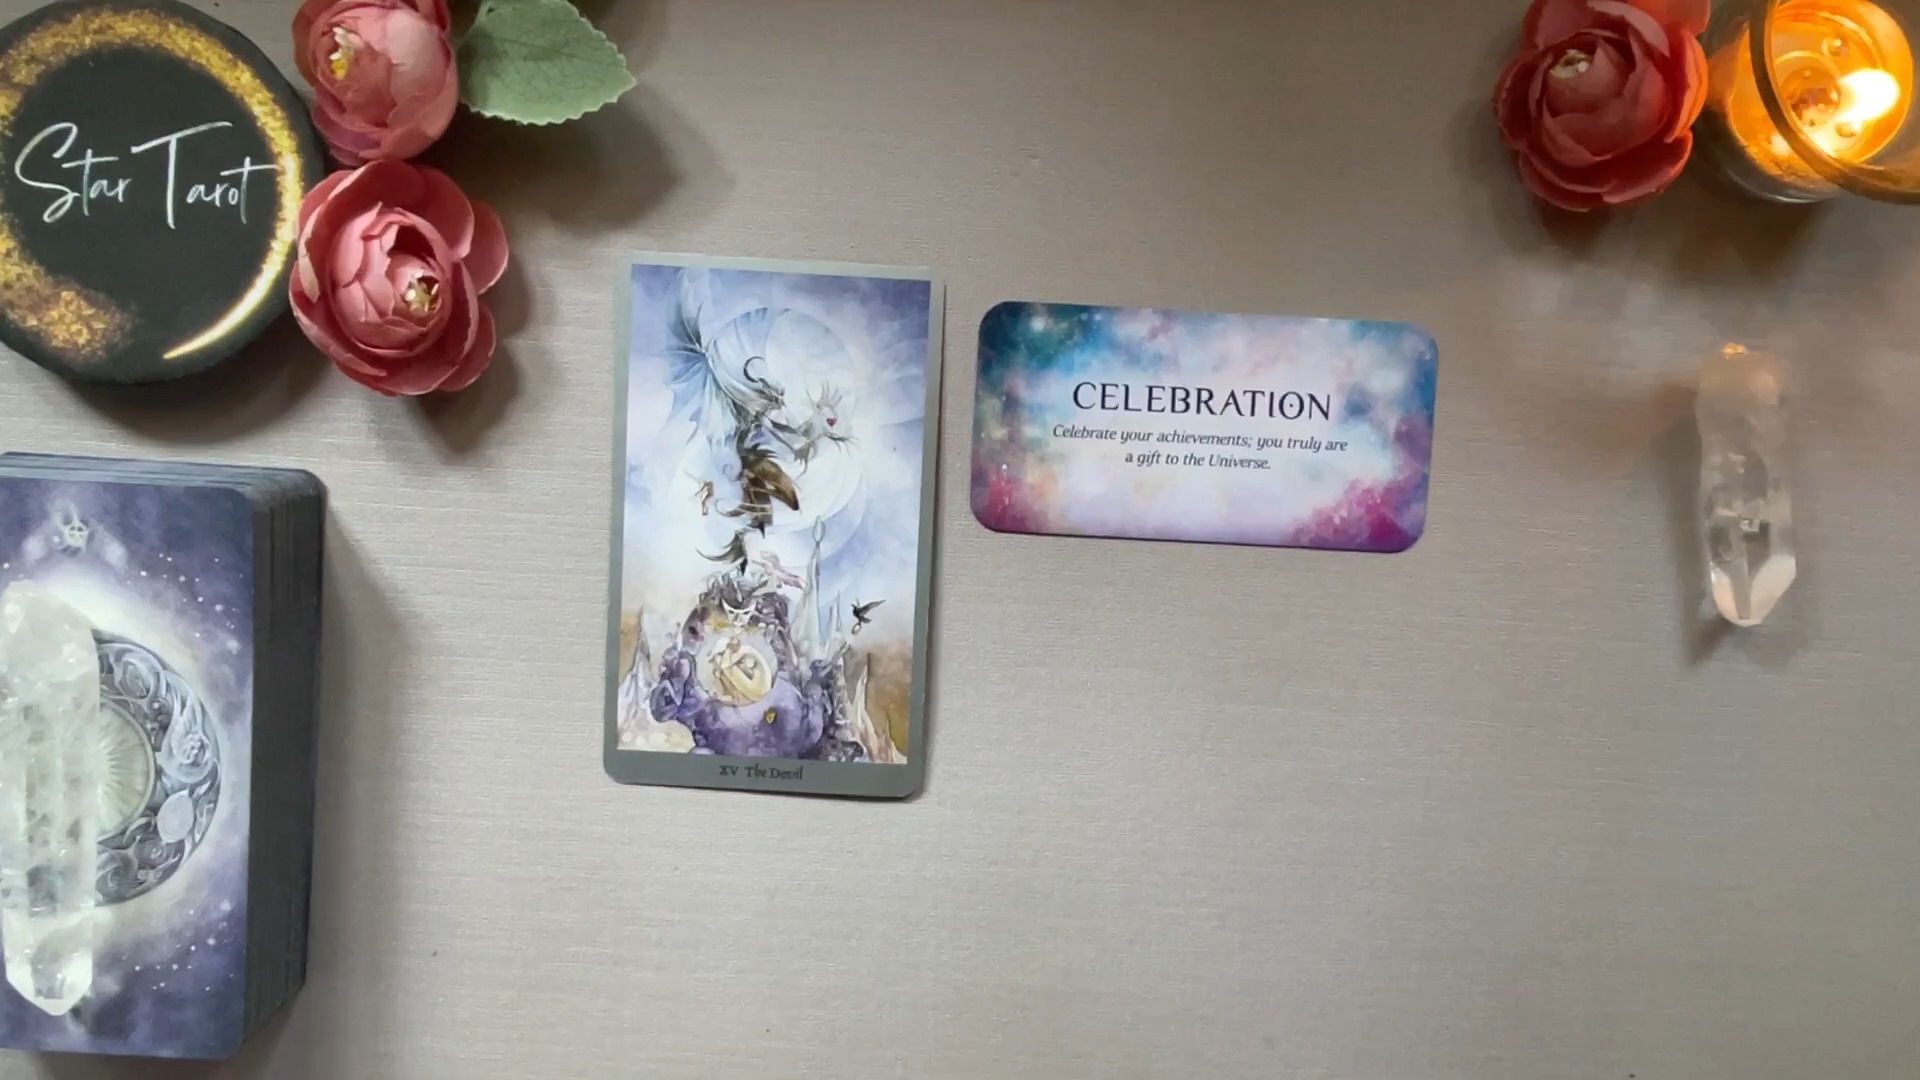 Star Tarot
CELEBRATION
Celebrate your achievements; you truly are
a gift to the Universe.
XV The Devil